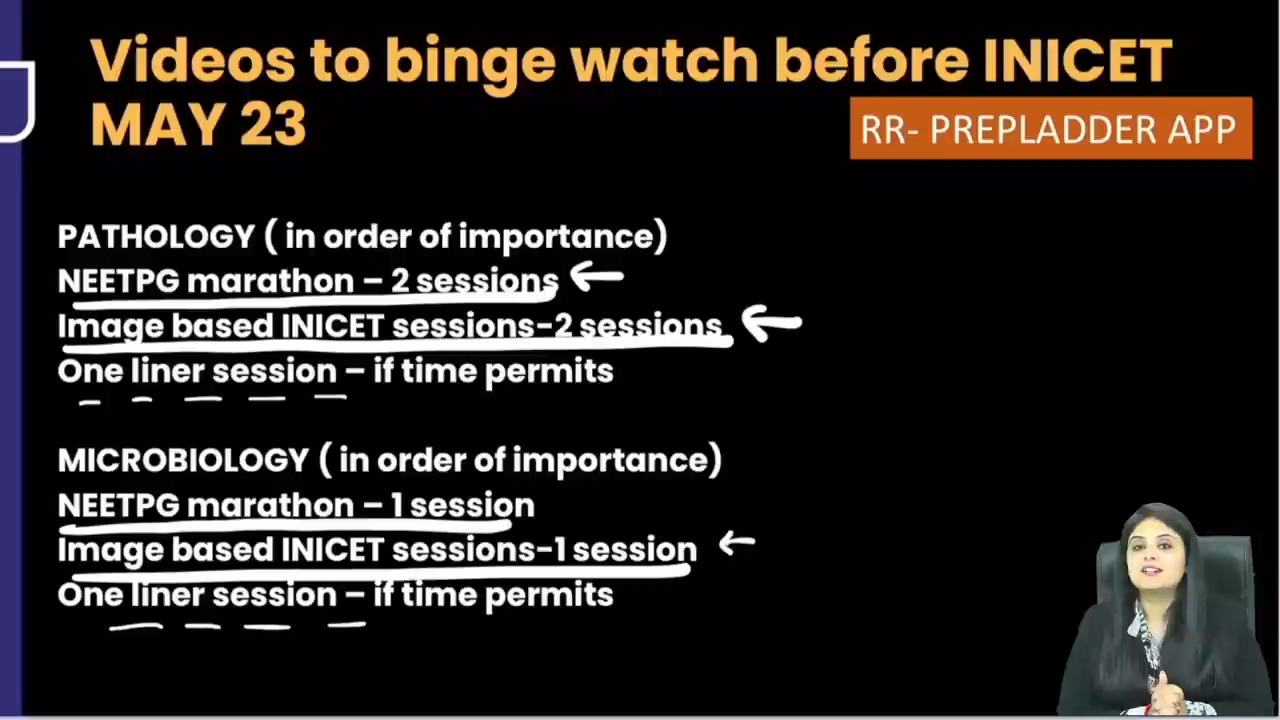 Videos to binge watch before INICET
MAY 23
RR- PREPLADDER APP
PATHOLOGY ( in order of importance)
NEETPG marathon – 2 sessions
Image based INICET sessions-2 sessions
One liner session – if time permits
MICROBIOLOGY ( in order of importance)
NEETPG marathon – 1 session
Image based INICET sessions-1 session
One liner session – if time permits